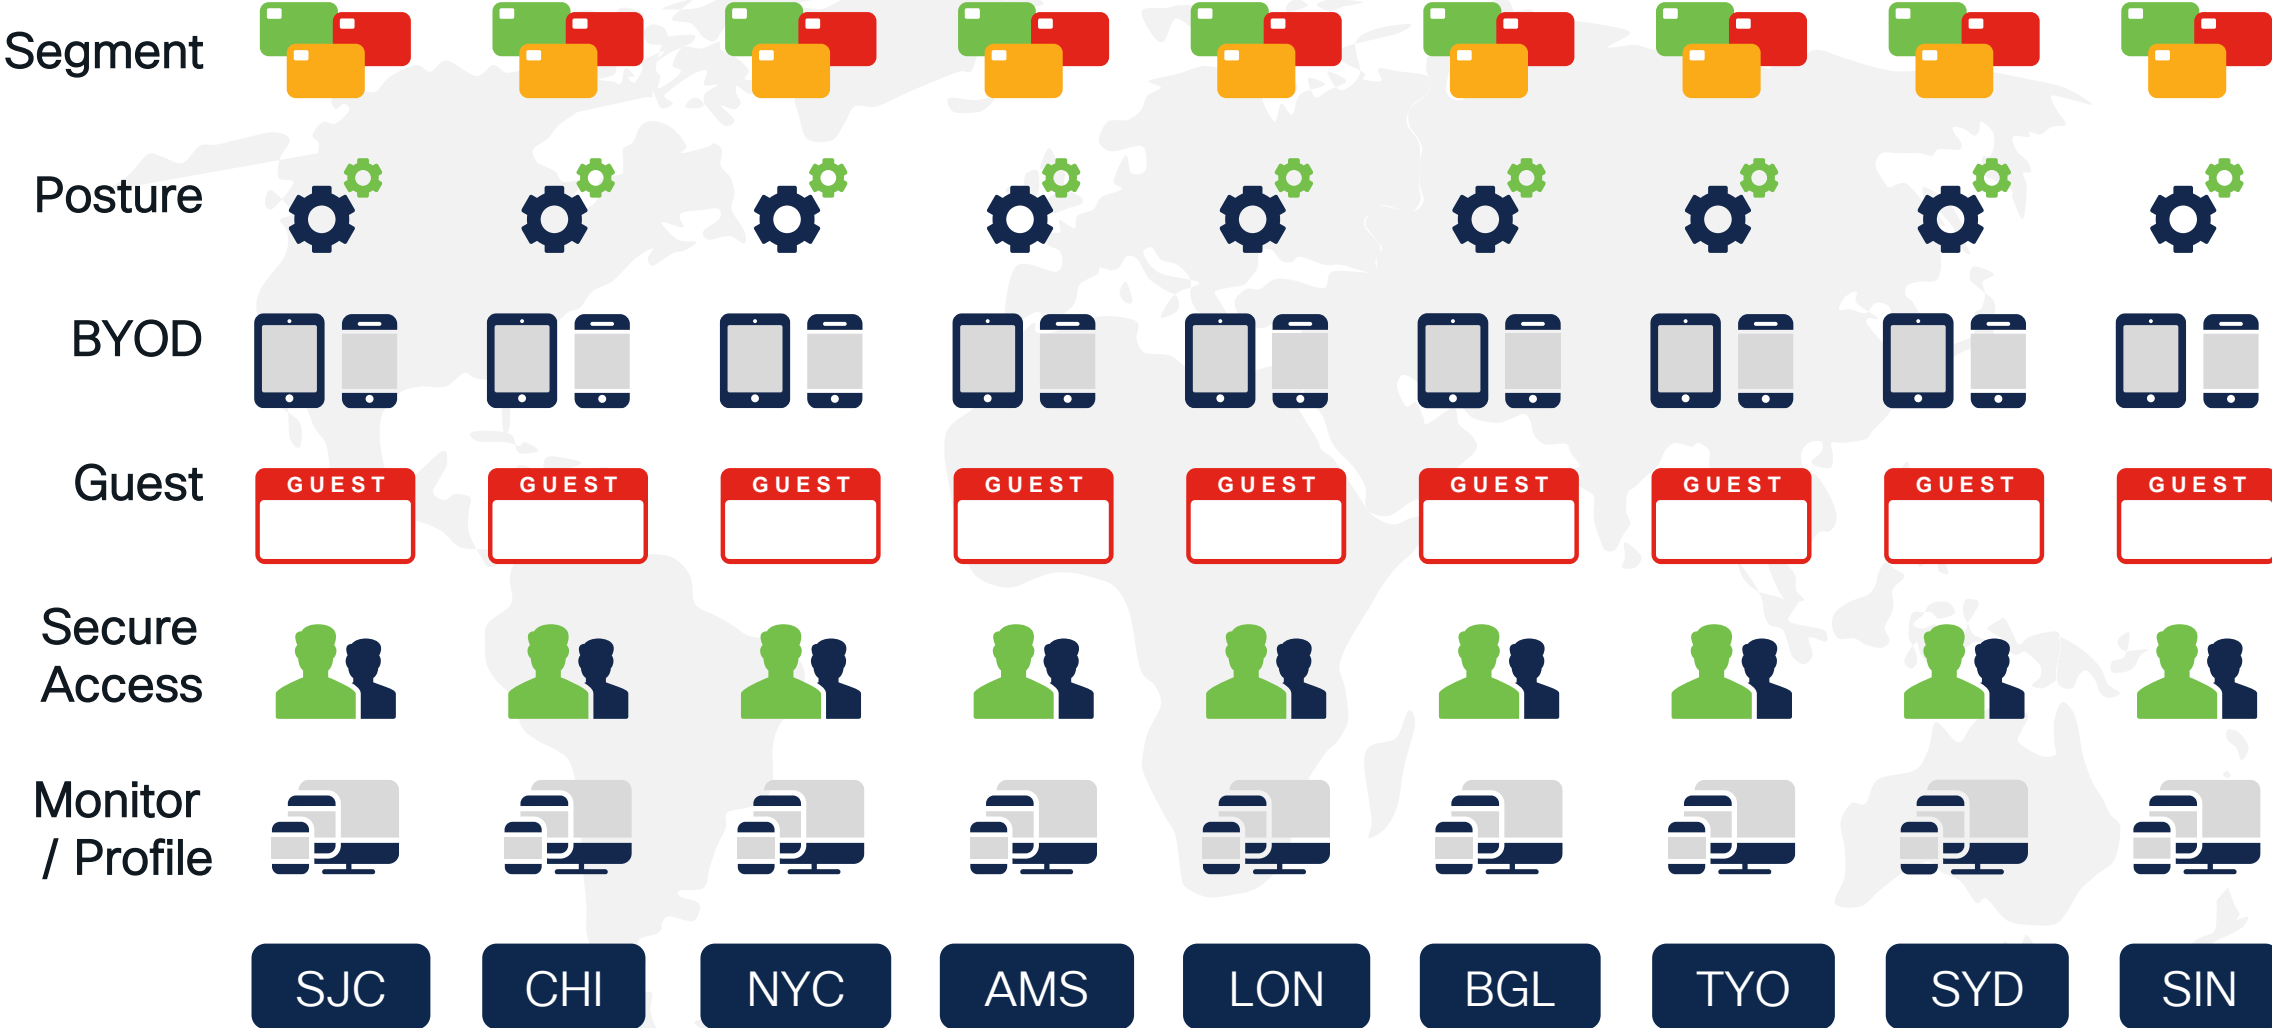 Segment
Posture
BYOD
Guest
GUEST GUEST GUEST GUEST GUEST GUEST GUEST GUEST GUEST
Secure
Access
Monitor
/ Profile
SJC CHI NYC AMS LON BGL TYO SYD SIN